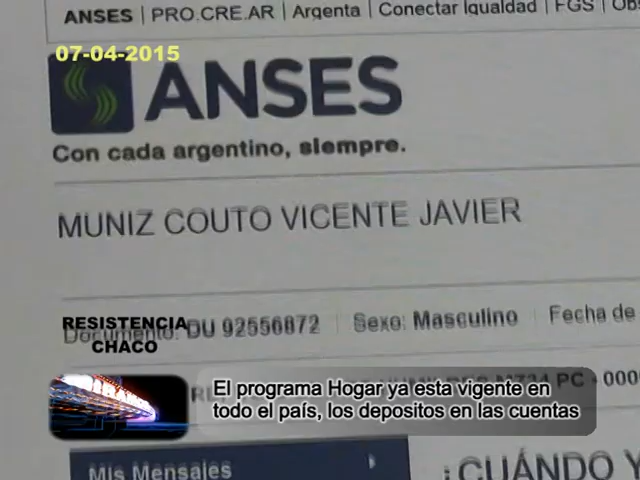 ANSES | PRO.CRE.AR | Argenta | Conectar Igualdad | FGS |
07-04-2015
ANSES
Con cada argentino, siempre.
MUNIZ COUTO VICENTE JAVIER
Documento: DU 92556872 Sexo: Masculino Fecha de
RESISTENCIA
CHACO
PC - 000
El programa Hogar ya esta vigente en
todo el país, los depositos en las cuentas
Mis Mensajes
¿CUÁNDO Y